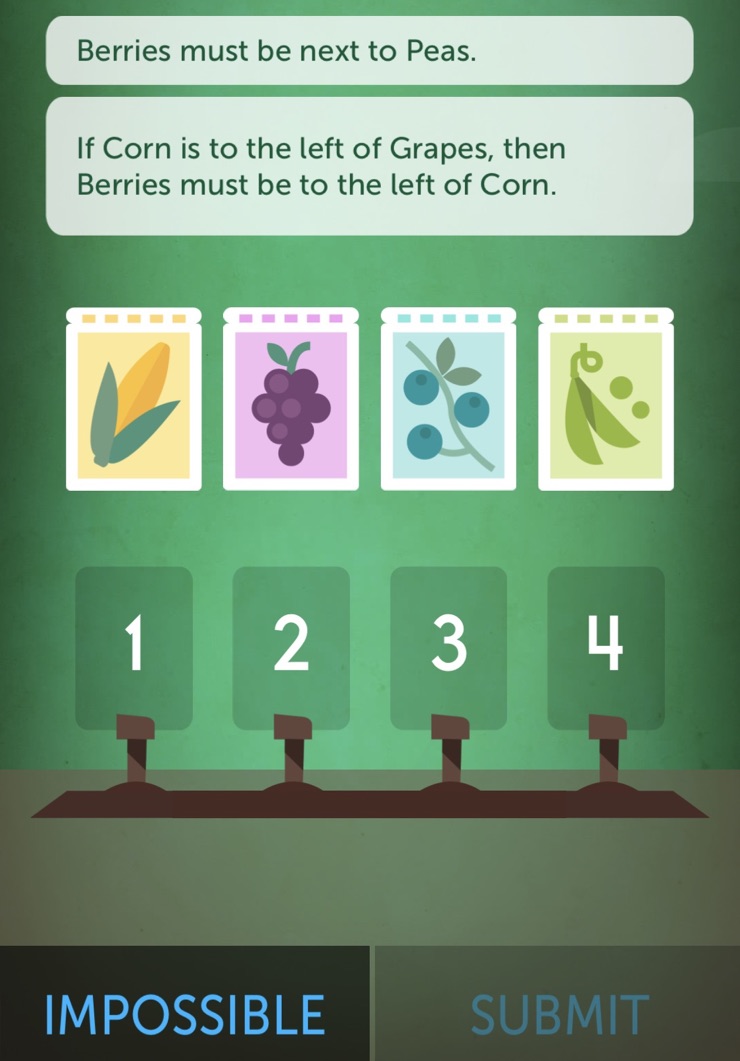 Berries must be next to Peas.
If Corn is to the left of Grapes, then
Berries must be to the left of Corn.
1 2 3 4
IMPOSSIBLE SUBMIT